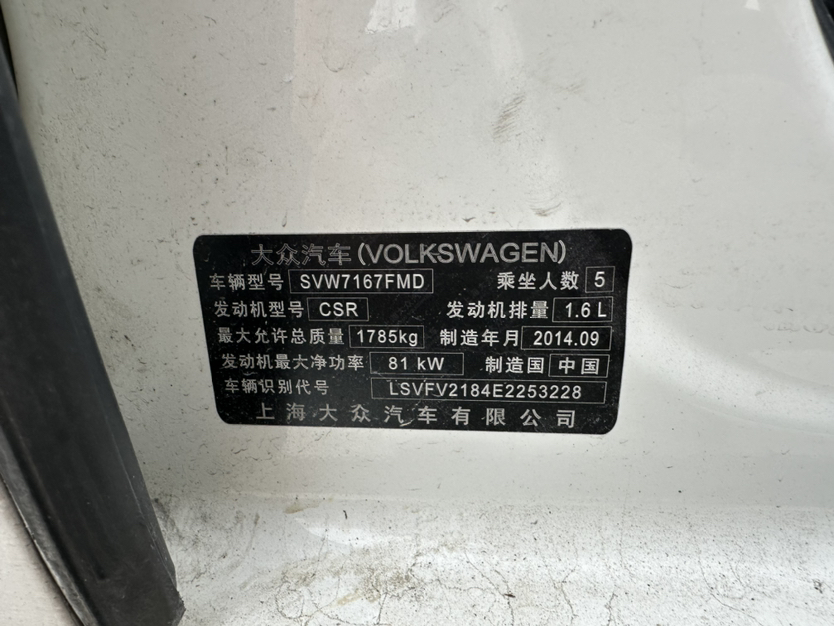 大众汽车(VOLKSWAGEN)
车辆型号 SVW7167FMD 乘坐人数 5
发动机型号 CSR 发动机排量 1.6 L
最大允许总质量 1785kg 制造年月 2014.09
发动机最大净功率 81 kW 制造国 中国
车辆识别代号 LSVFV2184E2253228
上海大众汽车有限公司